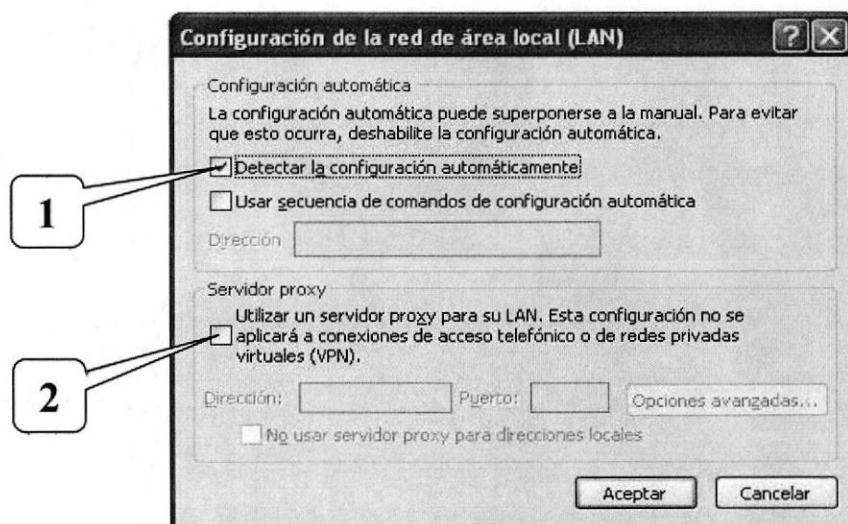 Configuración de la red de área local (LAN)
Configuración automática
La configuración automática puede superponerse a la manual. Para evitar
que esto ocurra, deshabilite la configuración automática.
1
Detectar la configuración automáticamente
Usar secuencia de comandos de configuración automática
Dirección
Servidor proxy
Utilizar un servidor proxy para su LAN. Esta configuración no se
aplicará a conexiones de acceso telefónico o de redes privadas
virtuales (VPN).
2
Dirección: Puerto: Opciones avanzadas...
No usar servidor proxy para direcciones locales
Aceptar Cancelar